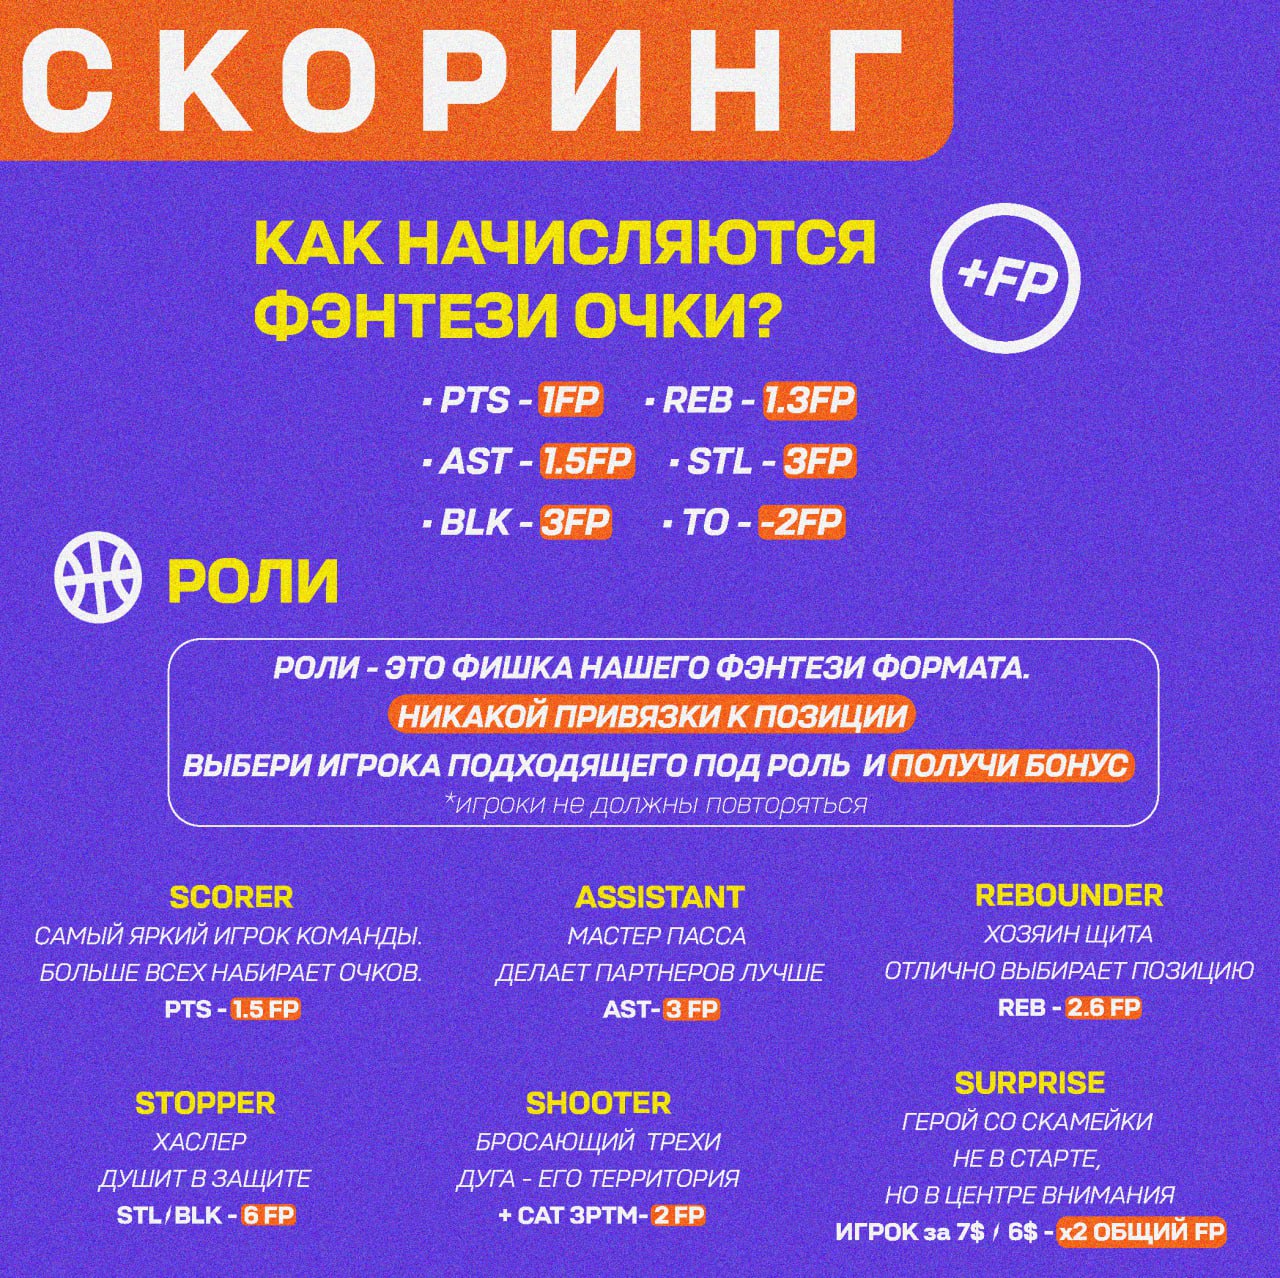 СКОРИНГ
КАК НАЧИСЛЯЮТСЯ
ФЭНТЕЗИ ОЧКИ?
+FP
· PTS - 1FP · REB - 1.3FP
· AST - 1.5FP · STL - 3FP
· BLK - 3FP · TO - -2FP
РОЛИ
РОЛИ - ЭТО ФИШКА НАШЕГО ФЭНТЕЗИ ФОРМАТА.
НИКАКОЙ ПРИВЯЗКИ К ПОЗИЦИИ
ВЫБЕРИ ИГРОКА ПОДХОДЯЩЕГО ПОД РОЛЬ И ПОЛУЧИ БОНУС
*игроки не должны повторяться
SCORER
САМЫЙ ЯРКИЙ ИГРОК КОМАНДЫ.
БОЛЬШЕ ВСЕХ НАБИРАЕТ ОЧКОВ.
PTS - 1.5 FP
ASSISTANT
МАСТЕР ПАССА
ДЕЛАЕТ ПАРТНЕРОВ ЛУЧШЕ
AST- 3 FP
REBOUNDER
ХОЗЯИН ЩИТА
ОТЛИЧНО ВЫБИРАЕТ ПОЗИЦИЮ
REB - 2.6 FP
STOPPER
ХАСЛЕР
ДУШИТ В ЗАЩИТЕ
STL/BLK - 6 FP
SHOOTER
БРОСАЮЩИЙ ТРЕХИ
ДУГА - ЕГО ТЕРРИТОРИЯ
+ CAT 3PTM- 2 FP
SURPRISE
ГЕРОЙ СО СКАМЕЙКИ
НЕ В СТАРТЕ,
НО В ЦЕНТРЕ ВНИМАНИЯ
ИГРОК за 7$ / 6$ - x2 ОБЩИЙ FP